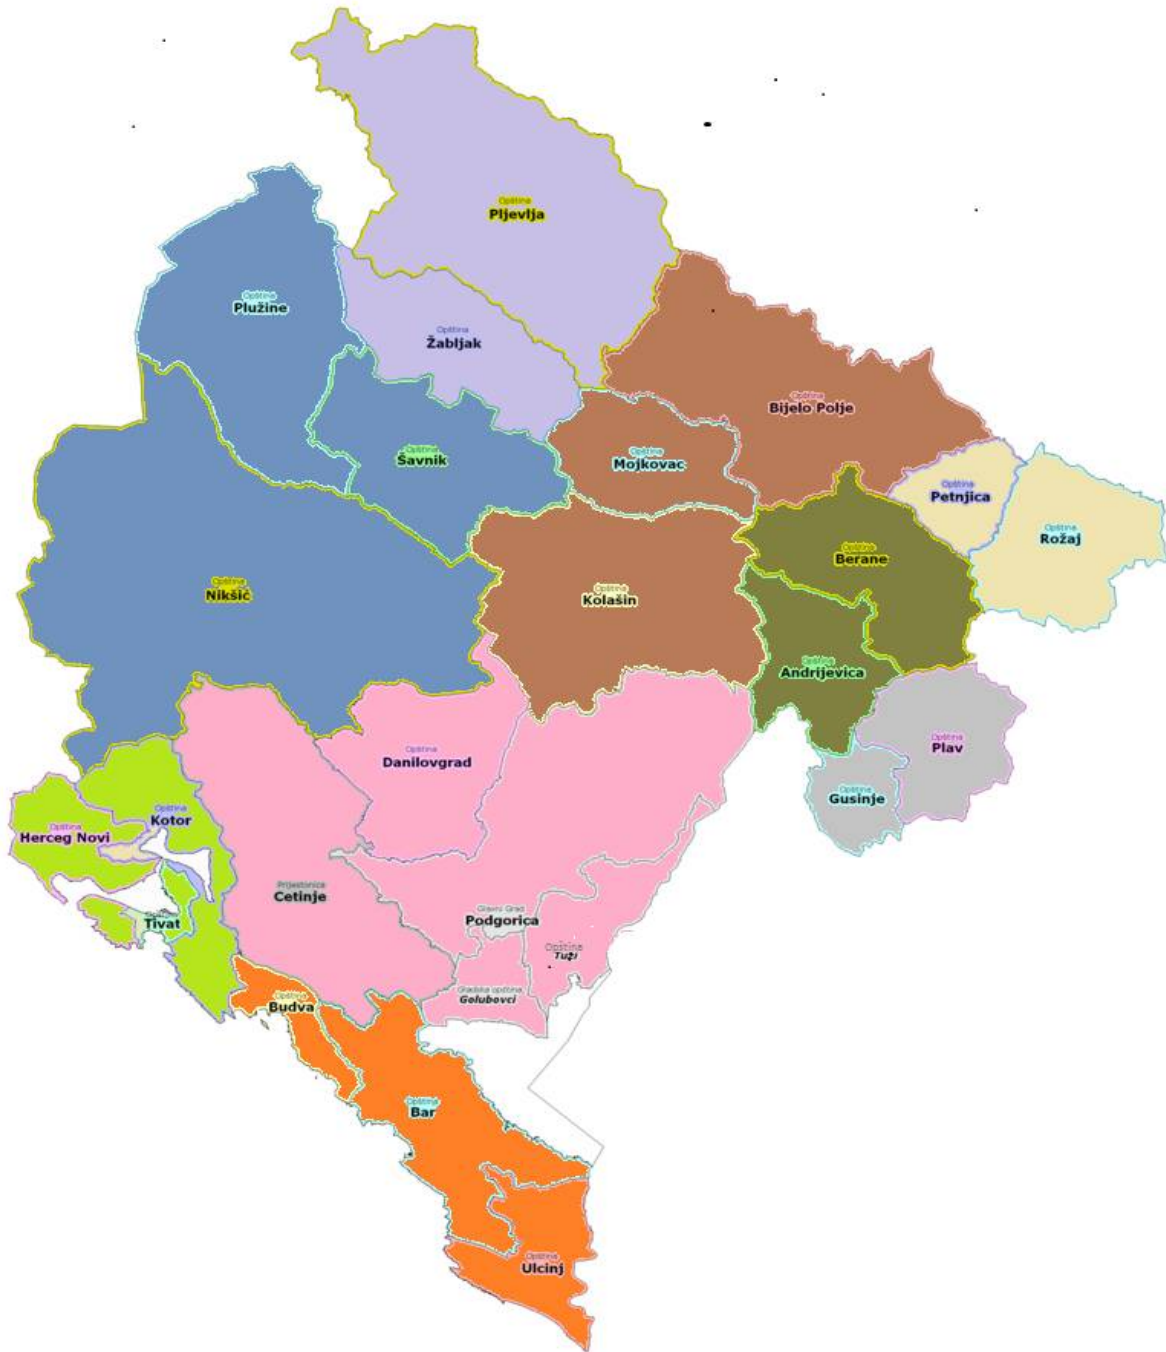 Opština
Pljevlja
Opština
Plužine
Opština
Žabljak
Opština
Bijelo Polje
Opština
Šavnik
Opština
Mojkovac
Opština
Petnjica
Opština
Rožaj
Opština
Berane
Opština
Nikšić
Opština
Kolašin
Opština
Andrijevica
Opština
Danilovgrad
Opština
Plav
Opština
Gusinje
Opština
Kotor
Opština
Herceg Novi
Prijestonica
Cetinje
Glavni Grad
Podgorica
Tivat
Opština
Tuzi
Gradska opština
Golubovci
Opština
Budva
Opština
Bar
Opština
Ulcinj